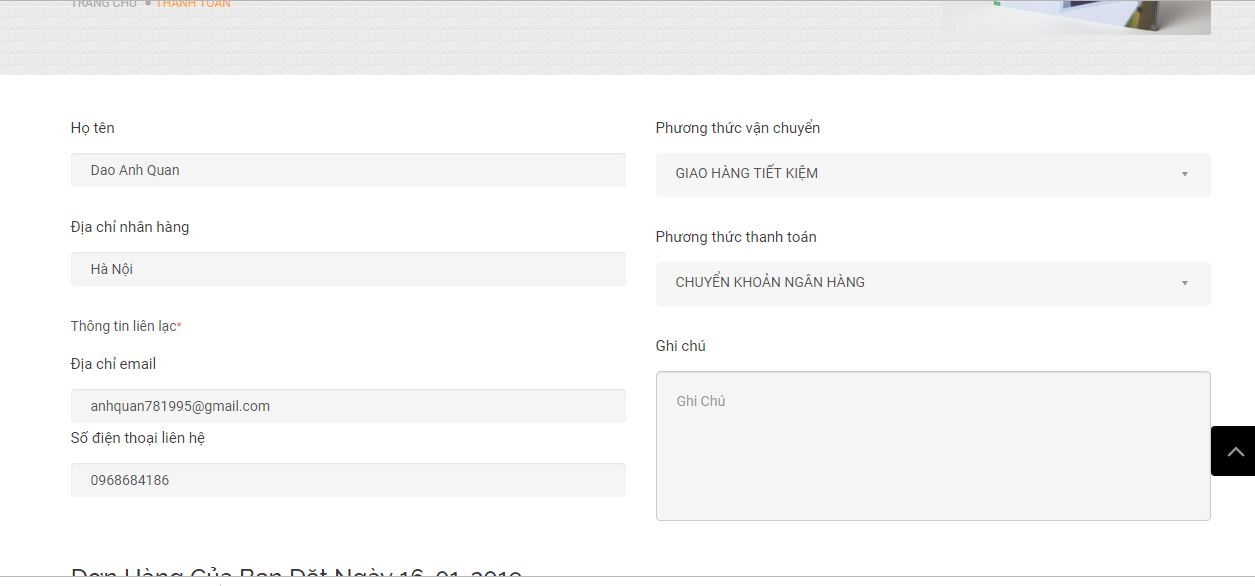 TRANG CHỦ • THANH TOÁN
Họ tên
Dao Anh Quan
Địa chỉ nhân hàng
Hà Nội
Thông tin liên lạc*
Địa chỉ email
anhquan781995@gmail.com
Số điện thoại liên hệ
0968684186
Phương thức vận chuyển
GIAO HÀNG TIẾT KIỆM
Phương thức thanh toán
CHUYỂN KHOẢN NGÂN HÀNG
Ghi chú
Ghi Chú
Đơn Hàng Của Bạn Đặt Ngày 16-01-2019